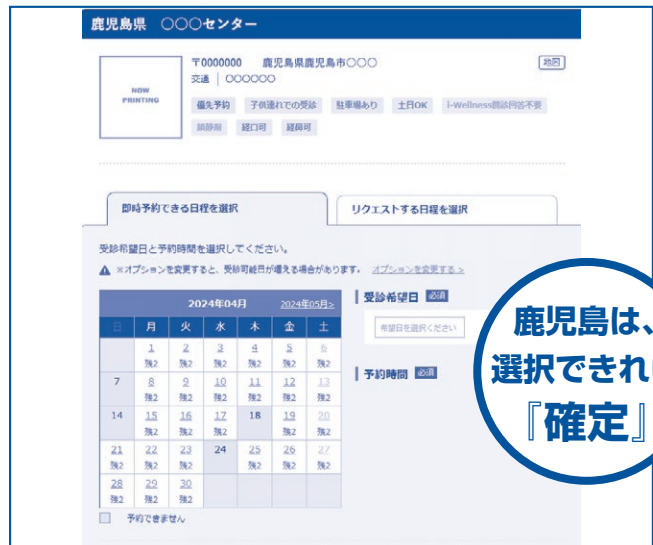 鹿児島県 ○○○センター
〒0000000 鹿児島県鹿児島市○○○
地図
交通 | ○○○○○○
NOW
PRINTING
優先予約 子供連れでの受診 駐車場あり 土日OK i-Wellness問診回答不要
鎮静剤 経口可 経鼻可
即時予約できる日程を選択
リクエストする日程を選択
受診希望日と予約時間を選択してください。
※オプションを変更すると、受診可能日が増える場合があります。 オプションを変更する >
2024年04月 2024年05月>
日 月 火 水 木 金 土
1 2 3 4 5 6
残2 残2 残2 残2 残2 残2
7 8 9 10 11 12 13
残2 残2 残2 残2 残2 残2
14 15 16 17 18 19 20
残2 残2 残2 残2 残2
21 22 23 24 25 26 27
残2 残2 残2 残2 残2 残2
28 29 30
残2 残2 残2
予約できません
受診希望日 必須
希望日を選択ください
予約時間 必須
鹿児島は、
選択できれ
『確定』